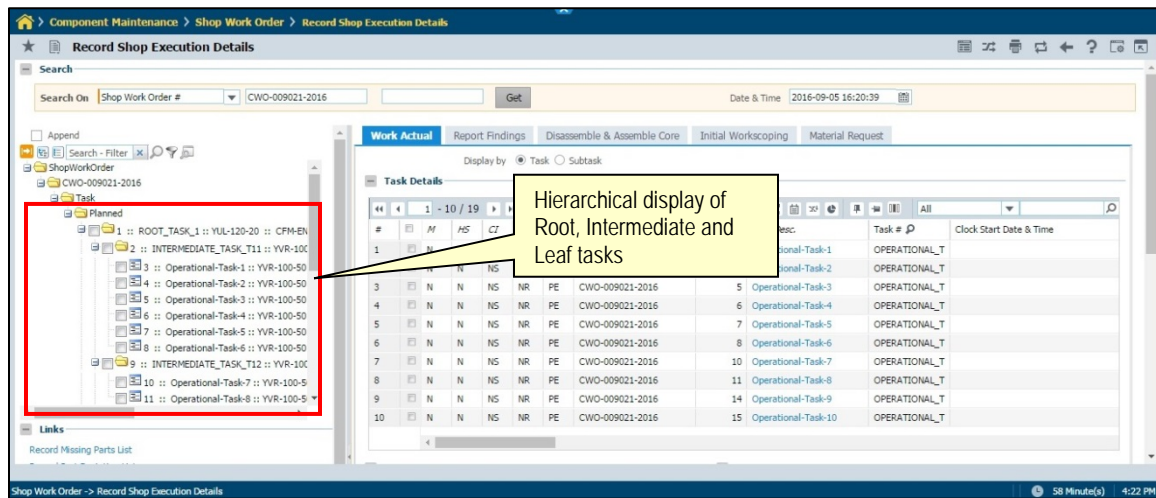 Component Maintenance > Shop Work Order > Record Shop Execution Details
Record Shop Execution Details
Search
Search On Shop Work Order # CWO-009021-2016 Get Date & Time 2016-09-05 16:20:39
Append
Search - Filter
ShopWorkOrder
CWO-009021-2016
Task
Planned
1 :: ROOT_TASK_1 :: YUL-120-20 :: CFM-EN
2 :: INTERMEDIATE_TASK_T11 :: YVR-100
3 :: Operational-Task-1 :: YVR-100-50
4 :: Operational-Task-2 :: YVR-100-50
5 :: Operational-Task-3 :: YVR-100-50
6 :: Operational-Task-4 :: YVR-100-50
7 :: Operational-Task-5 :: YVR-100-50
8 :: Operational-Task-6 :: YVR-100-50
9 :: INTERMEDIATE_TASK_T12 :: YVR-100
10 :: Operational-Task-7 :: YVR-100-5
11 :: Operational-Task-8 :: YVR-100-5
Links
Record Missing Parts List
Work Actual Report Findings Disassemble & Assemble Core Initial Workscoping Material Request
Display by Task Subtask
Task Details
1 - 10 / 19 All
Hierarchical display of
Root, Intermediate and
Leaf tasks
# M HS CI Desc. Task # Clock Start Date & Time
1 N ional-Task-1 OPERATIONAL_T
2 N N NS NR PE CWO-009021-2016 ional-Task-2 OPERATIONAL_T
3 N N NS NR PE CWO-009021-2016 5 Operational-Task-3 OPERATIONAL_T
4 N N NS NR PE CWO-009021-2016 6 Operational-Task-4 OPERATIONAL_T
5 N N NS NR PE CWO-009021-2016 7 Operational-Task-5 OPERATIONAL_T
6 N N NS NR PE CWO-009021-2016 8 Operational-Task-6 OPERATIONAL_T
7 N N NS NR PE CWO-009021-2016 10 Operational-Task-7 OPERATIONAL_T
8 N N NS NR PE CWO-009021-2016 11 Operational-Task-8 OPERATIONAL_T
9 N N NS NR PE CWO-009021-2016 14 Operational-Task-9 OPERATIONAL_T
10 N N NS NR PE CWO-009021-2016 15 Operational-Task-10 OPERATIONAL_T
Shop Work Order -> Record Shop Execution Details 58 Minute(s) 4:22 PM